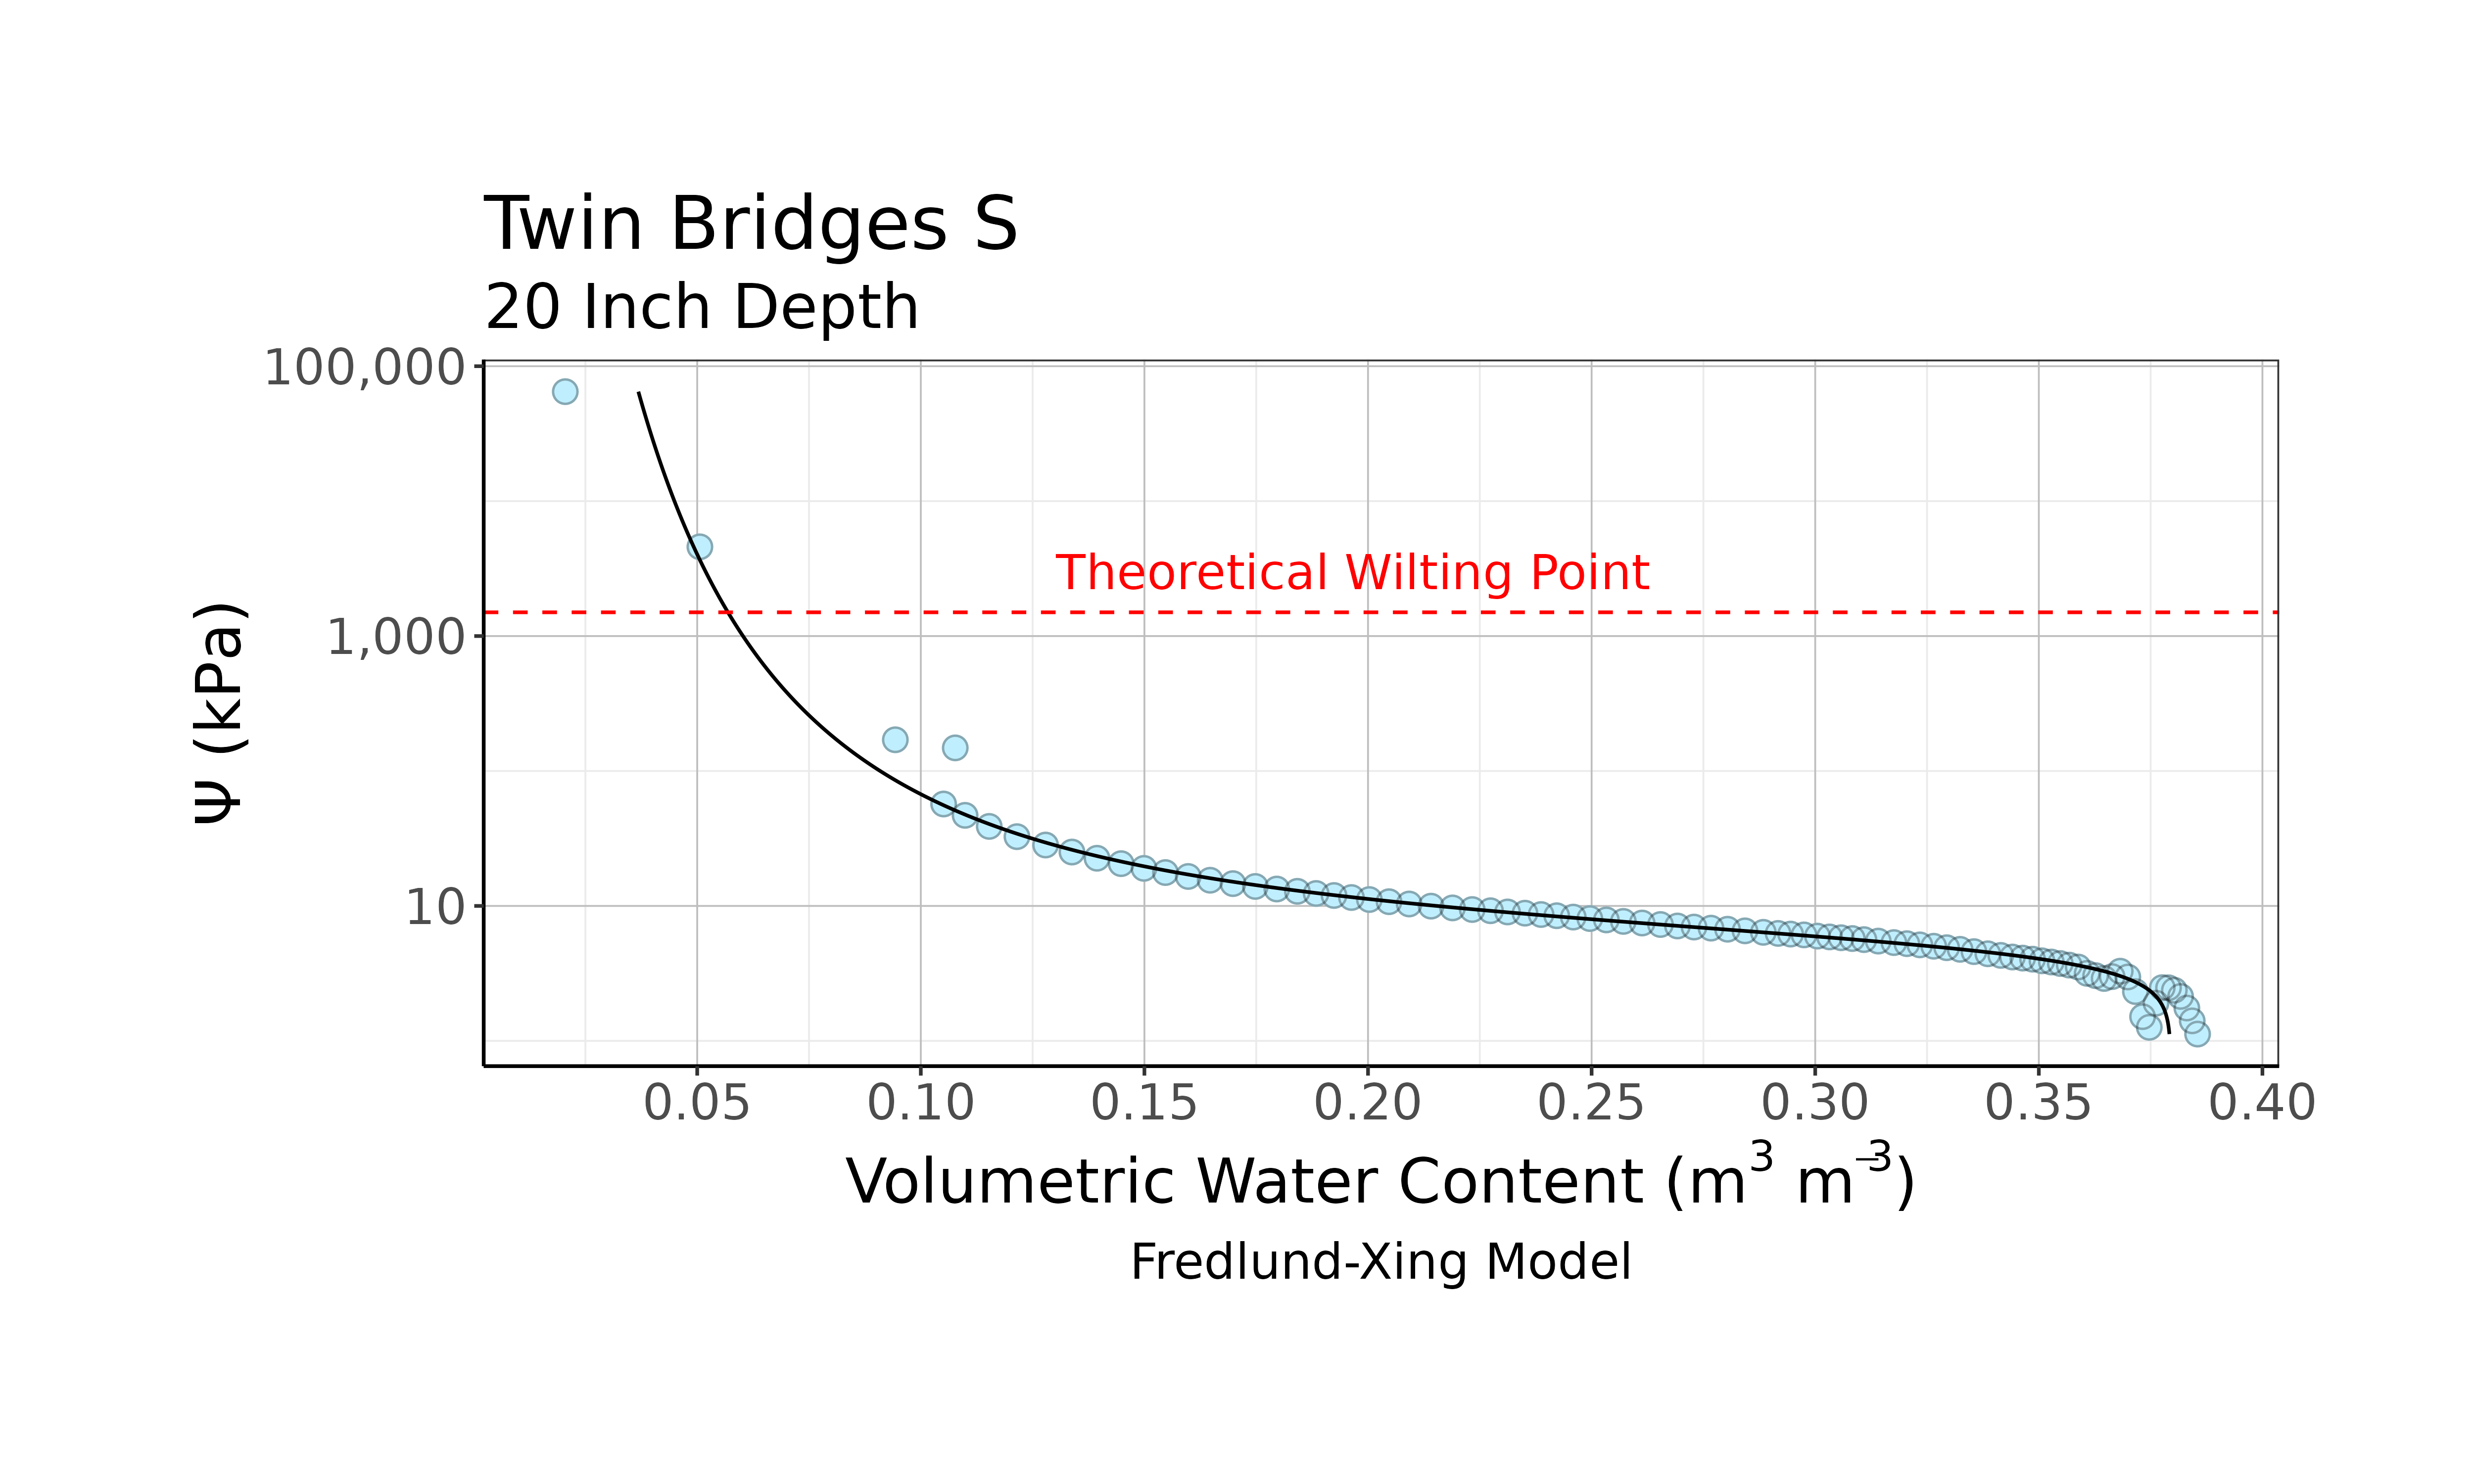 Twin Bridges S
20 Inch Depth
100,000
1,000
10
Ψ (kPa)
Theoretical Wilting Point
0.05 0.10 0.15 0.20 0.25 0.30 0.35 0.40
Volumetric Water Content (m³ m⁻³)
Fredlund-Xing Model